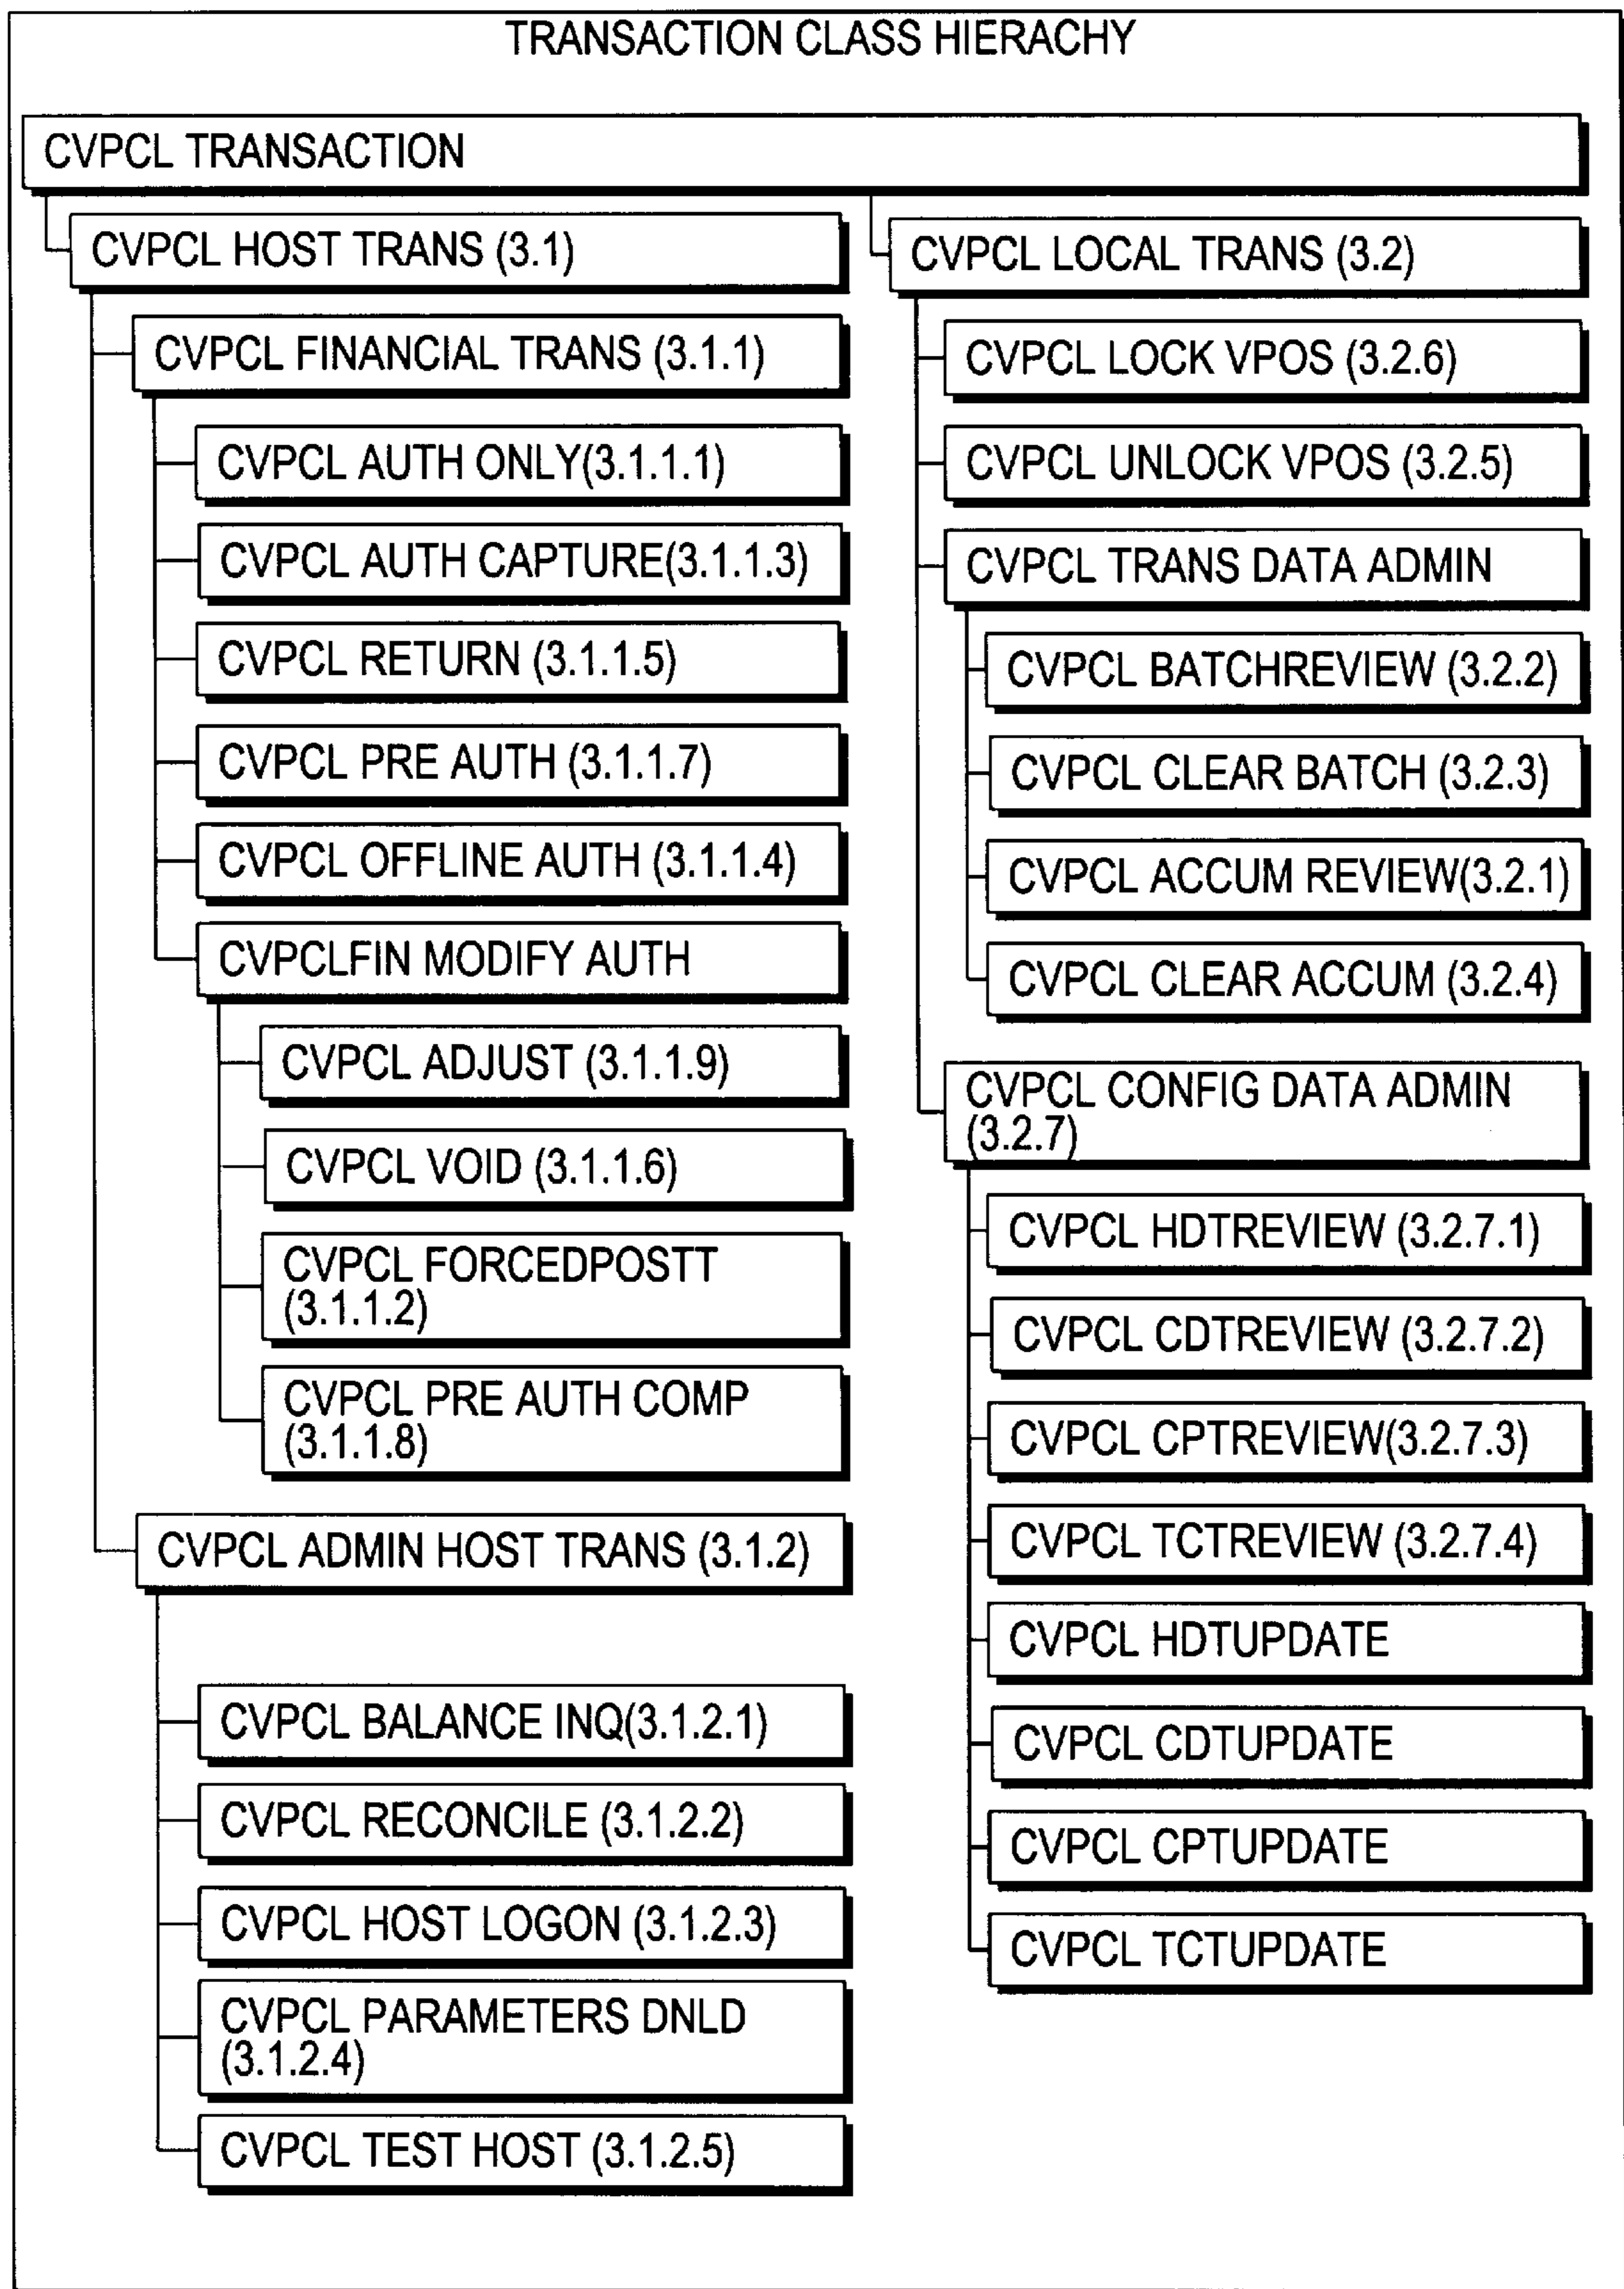 TRANSACTION CLASS HIERACHY
CVPCL TRANSACTION
CVPCL HOST TRANS (3.1)
CVPCL FINANCIAL TRANS (3.1.1)
CVPCL AUTH ONLY(3.1.1.1)
CVPCL AUTH CAPTURE(3.1.1.3)
CVPCL RETURN (3.1.1.5)
CVPCL PRE AUTH (3.1.1.7)
CVPCL OFFLINE AUTH (3.1.1.4)
CVPCLFIN MODIFY AUTH
CVPCL ADJUST (3.1.1.9)
CVPCL VOID (3.1.1.6)
CVPCL FORCEDPOSTT
(3.1.1.2)
CVPCL PRE AUTH COMP
(3.1.1.8)
CVPCL ADMIN HOST TRANS (3.1.2)
CVPCL BALANCE INQ(3.1.2.1)
CVPCL RECONCILE (3.1.2.2)
CVPCL HOST LOGON (3.1.2.3)
CVPCL PARAMETERS DNLD
(3.1.2.4)
CVPCL TEST HOST (3.1.2.5)
CVPCL LOCAL TRANS (3.2)
CVPCL LOCK VPOS (3.2.6)
CVPCL UNLOCK VPOS (3.2.5)
CVPCL TRANS DATA ADMIN
CVPCL BATCHREVIEW (3.2.2)
CVPCL CLEAR BATCH (3.2.3)
CVPCL ACCUM REVIEW(3.2.1)
CVPCL CLEAR ACCUM (3.2.4)
CVPCL CONFIG DATA ADMIN
(3.2.7)
CVPCL HDTREVIEW (3.2.7.1)
CVPCL CDTREVIEW (3.2.7.2)
CVPCL CPTREVIEW(3.2.7.3)
CVPCL TCTREVIEW (3.2.7.4)
CVPCL HDTUPDATE
CVPCL CDTUPDATE
CVPCL CPTUPDATE
CVPCL TCTUPDATE